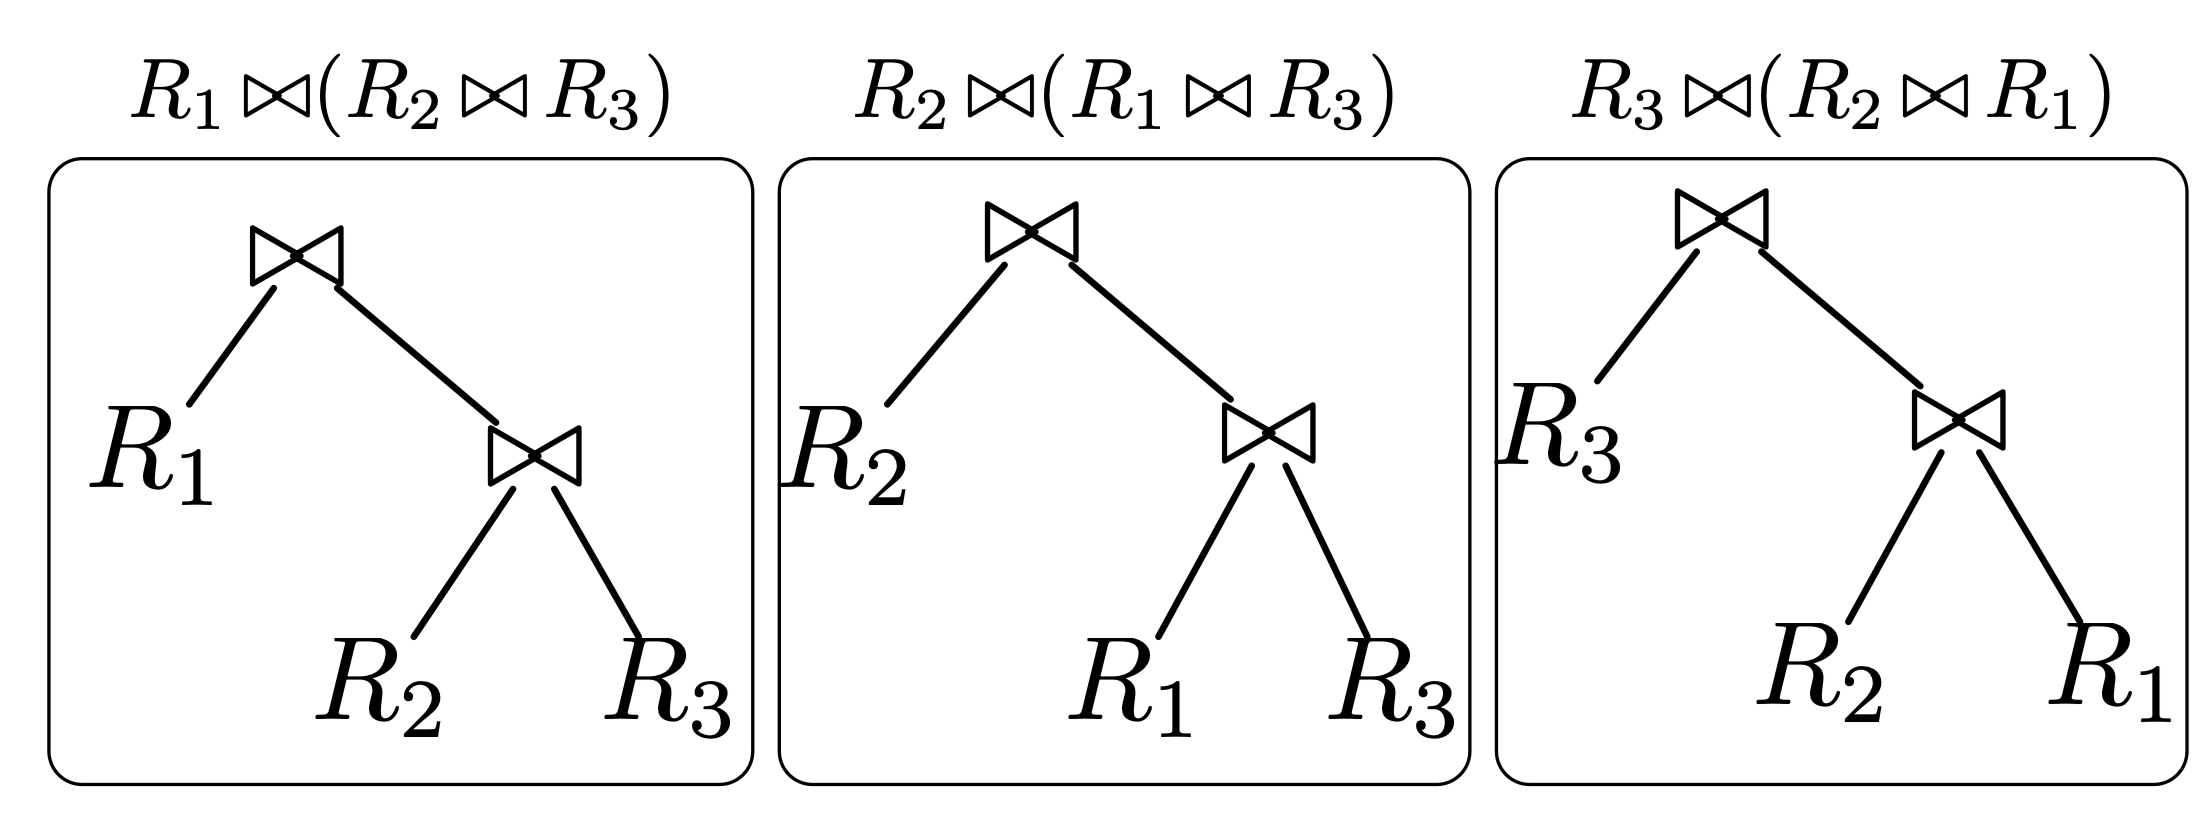 R₁ ⋈ (R₂ ⋈ R₃) R₂ ⋈ (R₁ ⋈ R₃) R₃ ⋈ (R₂ ⋈ R₁)
⋈ ⋈ ⋈
R₁ ⋈ R₂ ⋈ R₃ ⋈
R₂ R₃ R₁ R₃ R₂ R₁